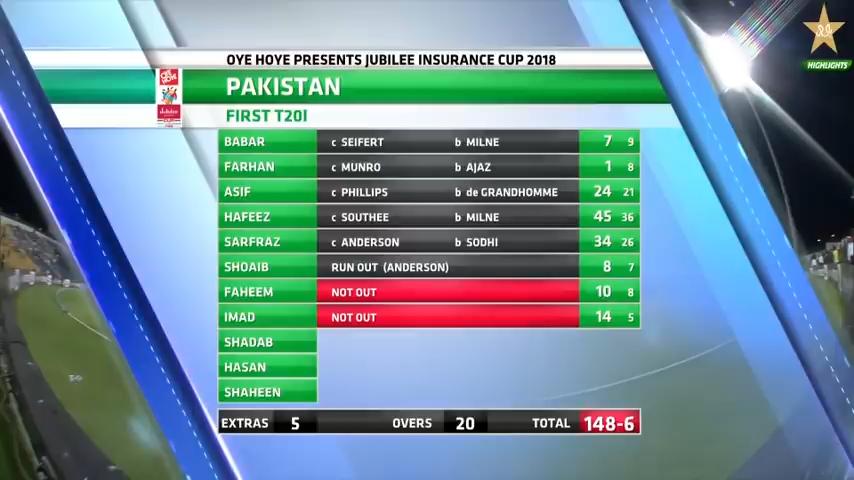 OYE HOYE PRESENTS JUBILEE INSURANCE CUP 2018
HIGHLIGHTS
PAKISTAN
FIRST T20I
BABAR c SEIFERT b MILNE 7 9
FARHAN c MUNRO b AJAZ 1 8
ASIF c PHILLIPS b de GRANDHOMME 24 21
HAFEEZ c SOUTHEE b MILNE 45 36
SARFRAZ c ANDERSON b SODHI 34 26
SHOAIB RUN OUT (ANDERSON) 8 7
FAHEEM NOT OUT 10 8
IMAD NOT OUT 14 5
SHADAB
HASAN
SHAHEEN
EXTRAS 5 OVERS 20 TOTAL 148-6